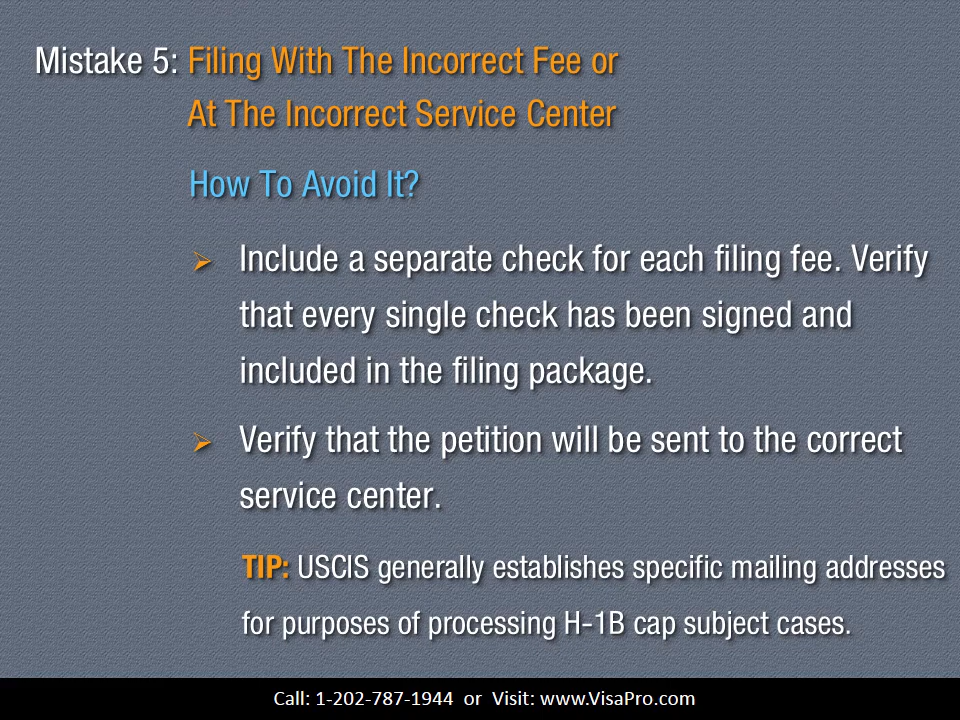 Mistake 5: Filing With The Incorrect Fee or
At The Incorrect Service Center
How To Avoid It?
➢ Include a separate check for each filing fee. Verify
that every single check has been signed and
included in the filing package.
➢ Verify that the petition will be sent to the correct
service center.
TIP: USCIS generally establishes specific mailing addresses
for purposes of processing H-1B cap subject cases.
Call: 1-202-787-1944 or Visit: www.VisaPro.com